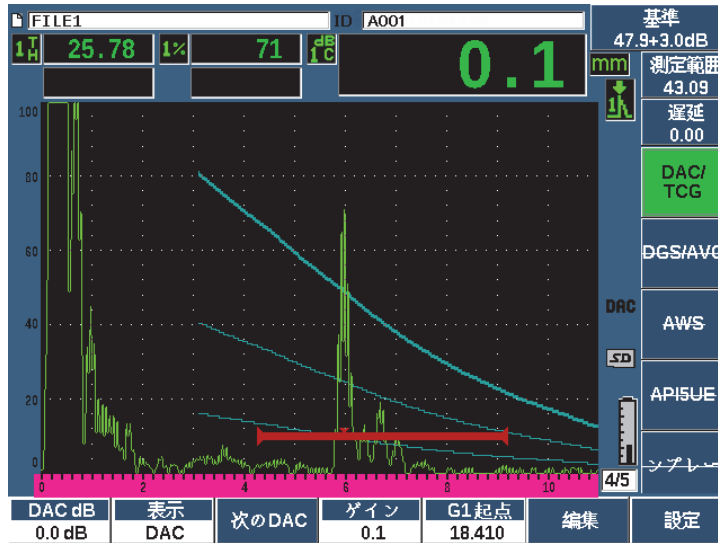 FILE1 ID A001
基準
47.9+3.0dB
1 T H 25.78 1% 71 1 dB C 0.1
mm
測定範囲
43.09
遅延
0.00
DAC/
TCG
DGS/AVG
AWS
API5UE
DAC
SD
100
80
60
40
20
0
0 2 4 6 8 10
4/5
DAC dB
0.0 dB
表示
DAC
次のDAC
ゲイン
0.1
G1起点
18.410
編集
設定